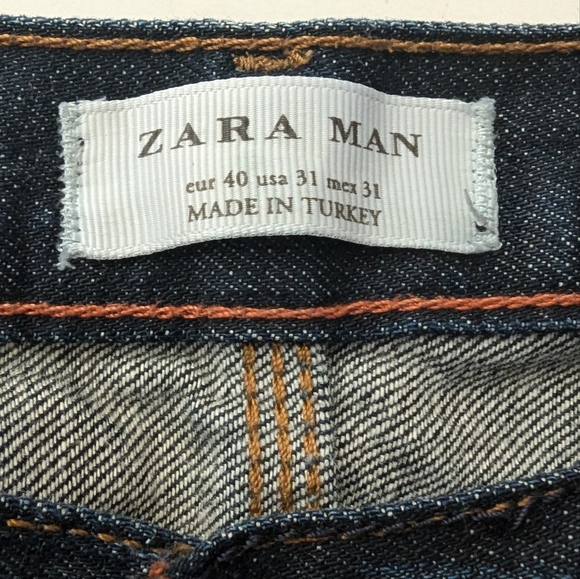 ZARA MAN
eur 40 usa 31 mex 31
MADE IN TURKEY